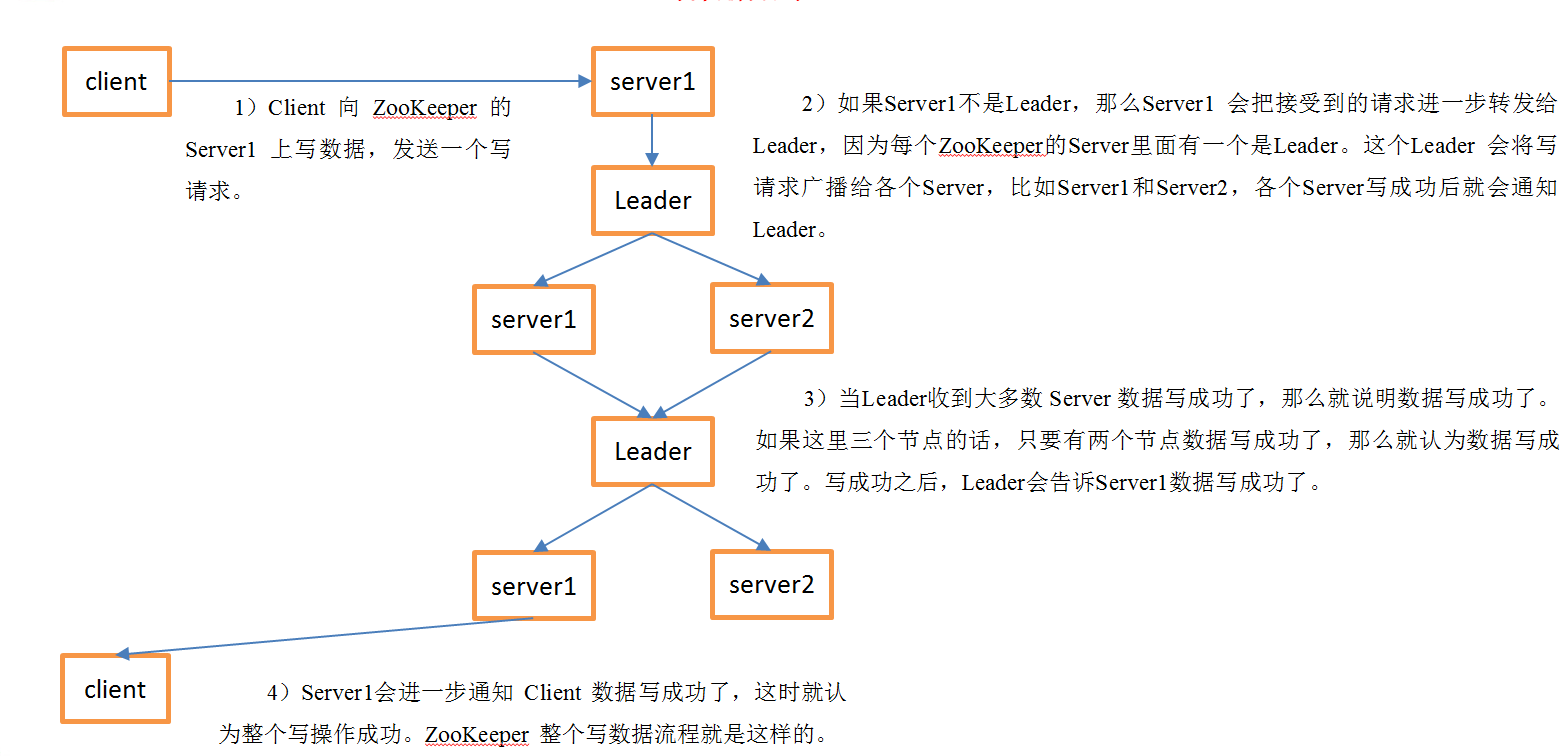 client
server1
1）Client 向 ZooKeeper 的
Server1 上写数据，发送一个写
请求。
2）如果Server1不是Leader，那么Server1 会把接受到的请求进一步转发给
Leader，因为每个ZooKeeper的Server里面有一个是Leader。这个Leader 会将写
请求广播给各个Server，比如Server1和Server2，各个Server写成功后就会通知
Leader。
Leader
server1
server2
3）当Leader收到大多数 Server 数据写成功了，那么就说明数据写成功了。
如果这里三个节点的话，只要有两个节点数据写成功了，那么就认为数据写成
功了。写成功之后，Leader会告诉Server1数据写成功了。
Leader
server1
server2
client
4）Server1会进一步通知 Client 数据写成功了，这时就认
为整个写操作成功。ZooKeeper 整个写数据流程就是这样的。